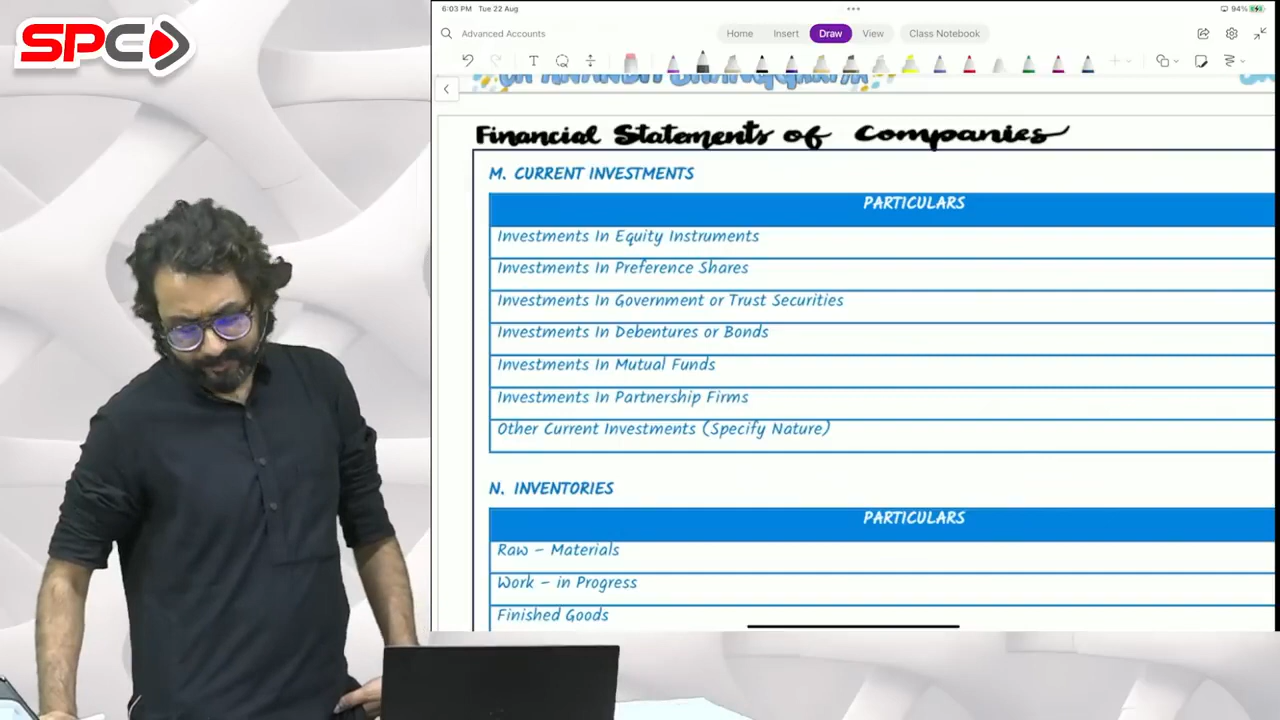 SPC
6:03 PM Tue 22 Aug
94%
Advanced Accounts
Home Insert Draw View Class Notebook
Financial Statements of Companies
M. CURRENT INVESTMENTS
PARTICULARS
Investments In Equity Instruments
Investments In Preference Shares
Investments In Government or Trust Securities
Investments In Debentures or Bonds
Investments In Mutual Funds
Investments In Partnership Firms
Other Current Investments (Specify Nature)
N. INVENTORIES
PARTICULARS
Raw – Materials
Work – in Progress
Finished Goods